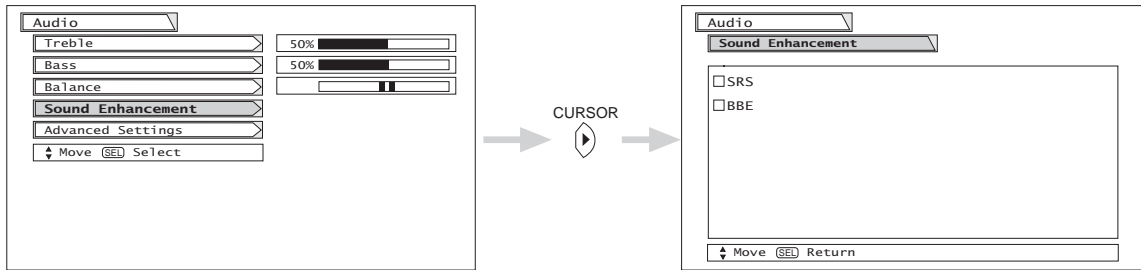 Audio
Treble
50%
Bass
50%
Balance
Sound Enhancement
Advanced Settings
Move SEL Select
CURSOR
Audio
Sound Enhancement
SRS
BBE
Move SEL Return